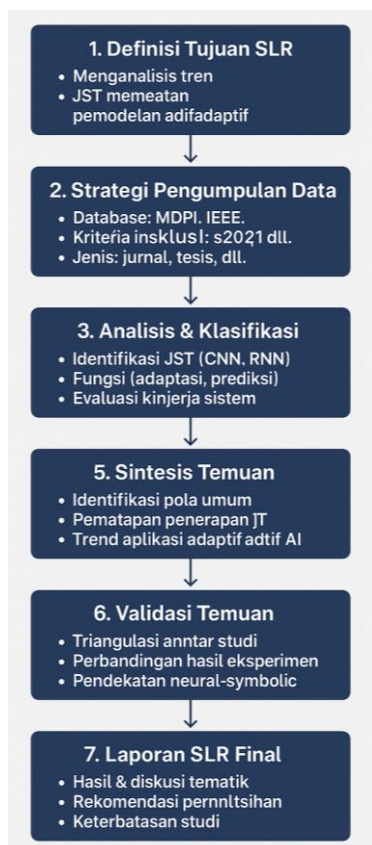 1. Definisi Tujuan SLR
• Menganalisis tren
• JST memeatan
pemodelan adifadaptif
2. Strategi Pengumpulan Data
• Database: MDPI. IEEE.
• Kriteria insklusI: s2021 dll.
• Jenis: jurnal, tesis, dll.
3. Analisis & Klasifikasi
• Identifikasi JST (CNN. RNN)
• Fungsi (adaptasi, prediksi)
• Evaluasi kinjerja sistem
5. Sintesis Temuan
• Identifikasi pola umum
• Pematapan penerapan JT
• Trend aplikasi adaptif adtif AI
6. Validasi Temuan
• Triangulasi anntar studi
• Perbandingan hasil eksperimen
• Pendekatan neural-symbolic
7. Laporan SLR Final
• Hasil & diskusi tematik
• Rekomendasi pernnltsihan
• Keterbatasan studi